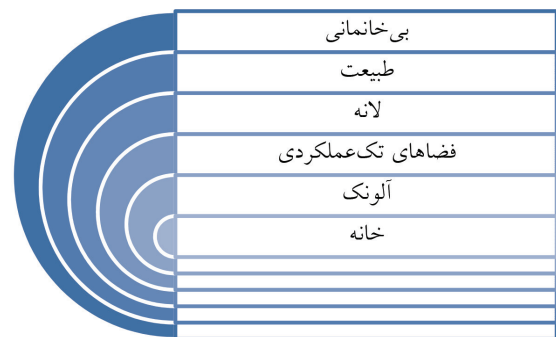 بی‌خانمانی
طبیعت
لانه
فضاهای تک‌عملکردی
آلونک
خانه